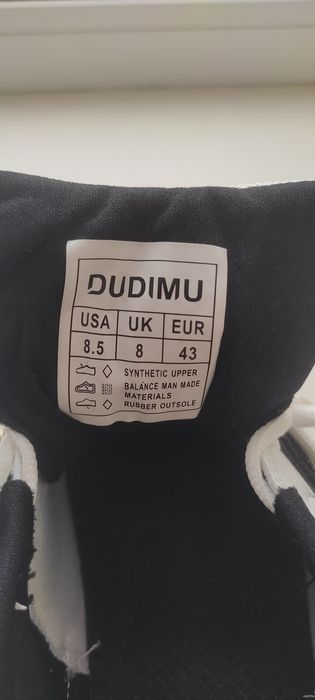 DUDIMU
USA UK EUR
8.5 8 43
SYNTHETIC UPPER
BALANCE MAN MADE
MATERIALS
RUBBER OUTSOLE